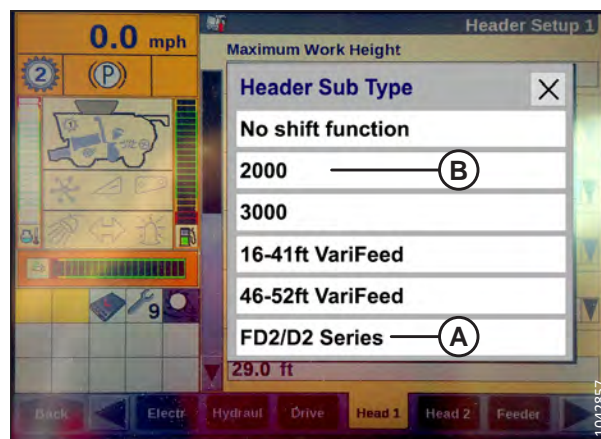 Header Setup 1
0.0 mph
Maximum Work Height
2
P
Header Sub Type
No shift function
2000
B
3000
16-41ft VariFeed
46-52ft VariFeed
FD2/D2 Series
A
9
29.0 ft
Back
Electr
Hydraul
Drive
Head 1
Head 2
Feeder
1042857